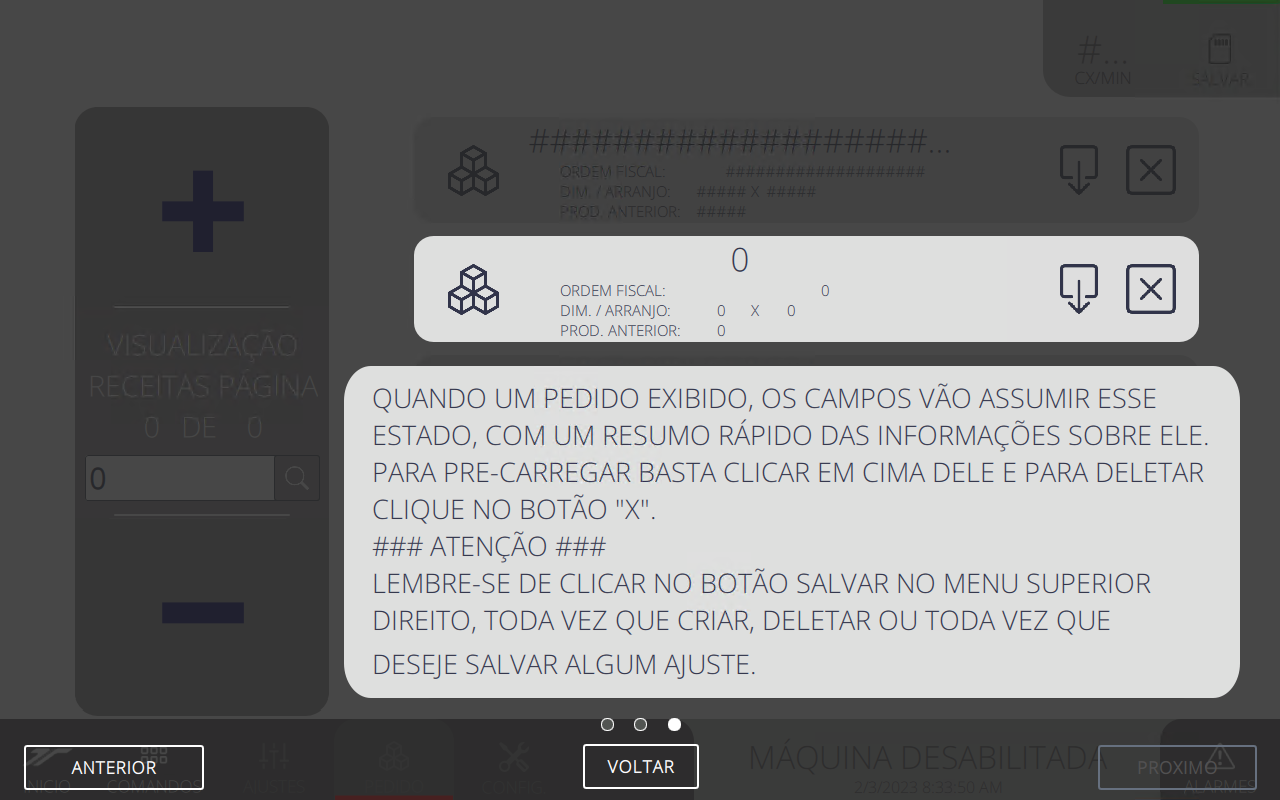 #...
CX/MIN
SALVAR
###################...
ORDEM FISCAL: ####################
DIM. / ARRANJO: ##### X #####
PROD. ANTERIOR: #####
0
ORDEM FISCAL: 0
DIM. / ARRANJO: 0 X 0
PROD. ANTERIOR: 0
VISUALIZAÇÃO
RECEITAS PÁGINA
0 DE 0
0
QUANDO UM PEDIDO EXIBIDO, OS CAMPOS VÃO ASSUMIR ESSE
ESTADO, COM UM RESUMO RÁPIDO DAS INFORMAÇÕES SOBRE ELE.
PARA PRE-CARREGAR BASTA CLICAR EM CIMA DELE E PARA DELETAR
CLIQUE NO BOTÃO "X".
### ATENÇÃO ###
LEMBRE-SE DE CLICAR NO BOTÃO SALVAR NO MENU SUPERIOR
DIREITO, TODA VEZ QUE CRIAR, DELETAR OU TODA VEZ QUE
DESEJE SALVAR ALGUM AJUSTE.
ANTERIOR
VOLTAR
PROXIMO
MÁQUINA DESABILITADA
2/3/2023 8:33:50 AM
INICIO
COMANDOS
AJUSTES
CONFIG
ALARMES